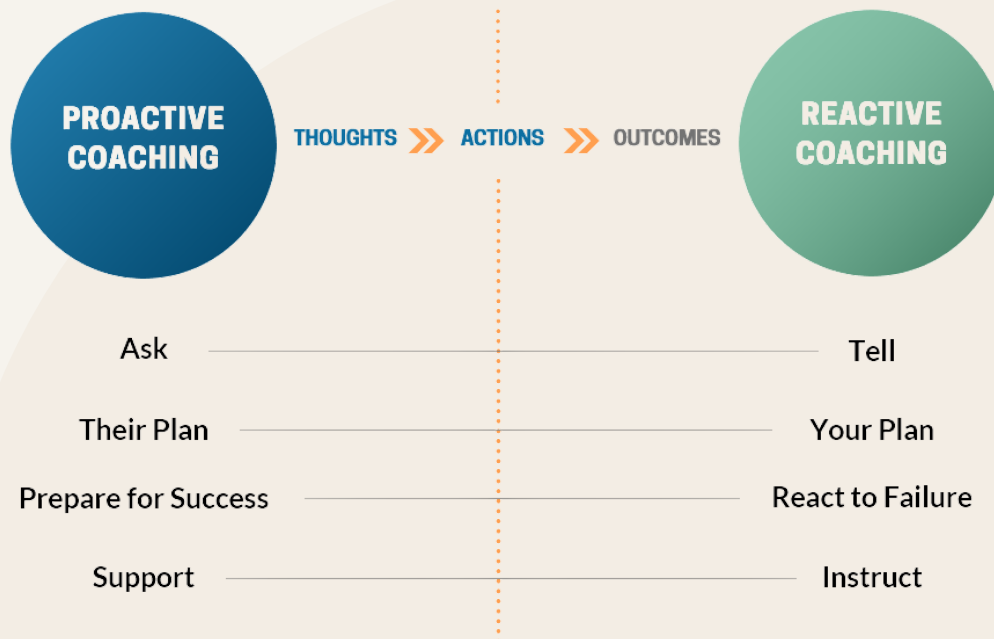 PROACTIVE
COACHING
THOUGHTS
ACTIONS
OUTCOMES
REACTIVE
COACHING
Ask
Tell
Their Plan
Your Plan
Prepare for Success
React to Failure
Support
Instruct